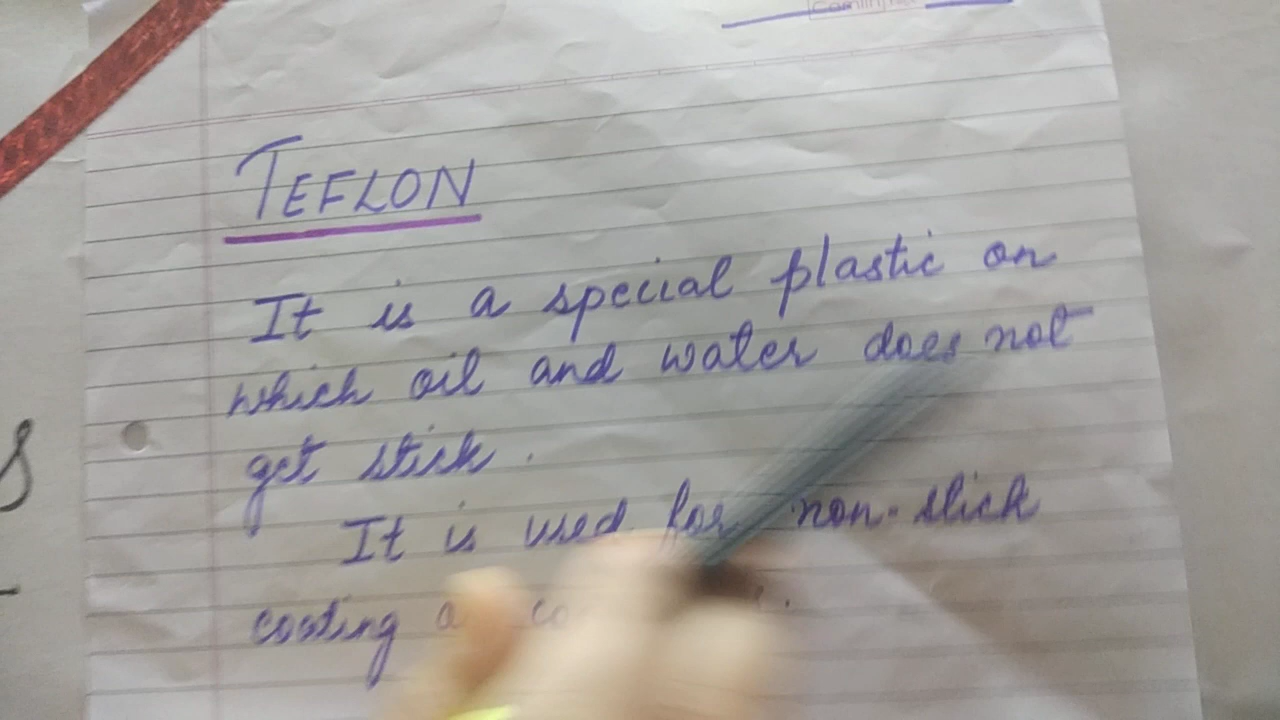 TEFLON
It is a special plastic on
which oil and water does not
get stick.
It is used for non-stick
coating